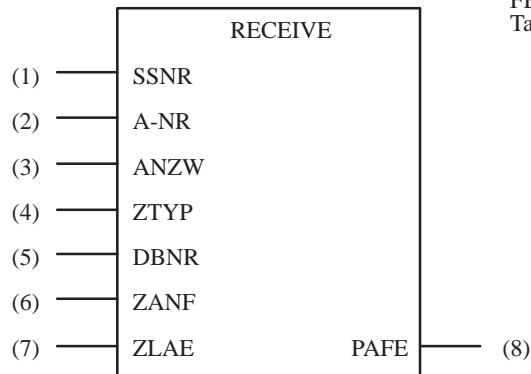 RECEIVE
(1) SSNR
(2) A-NR
(3) ANZW
(4) ZTYP
(5) DBNR
(6) ZANF
(7) ZLAE PAFE (8)